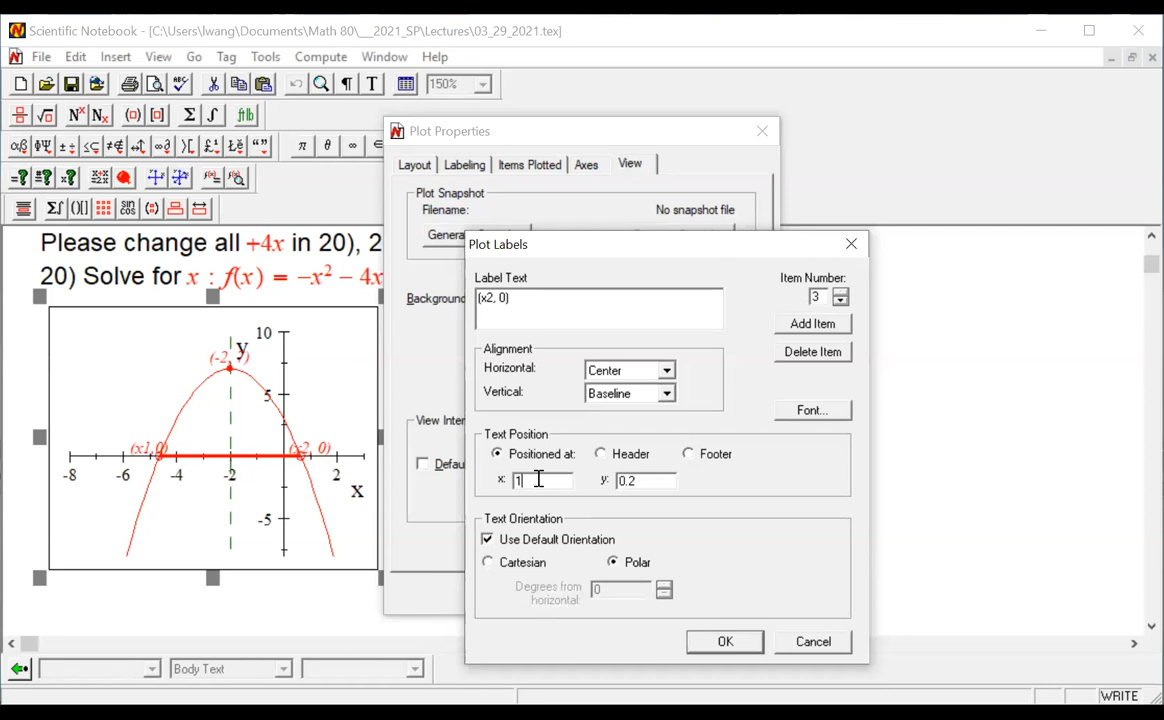 Scientific Notebook - [C:\Users\lwang\Documents\Math 80\__2021_SP\Lectures\03_29_2021.tex]
File Edit Insert View Go Tag Tools Compute Window Help
150%
Plot Properties
Layout Labeling Items Plotted Axes View
Plot Snapshot
Filename: No snapshot file
Genera
Plot Labels
Please change all +4x in 20), 2
20) Solve for x : f(x) = −x² − 4x
Background
View Inter
Defau
Label Text
(x2, 0)
Item Number:
3
Add Item
Delete Item
Alignment
Horizontal: Center
Vertical: Baseline
Font...
Text Position
Positioned at: Header Footer
x: 1 y: 0.2
Text Orientation
Use Default Orientation
Cartesian Polar
Degrees from horizontal: 0
OK Cancel
10 y
5
(x1,0) (x2, 0)
-8 -6 -4 -2 2
x
-5
Body Text
WRITE